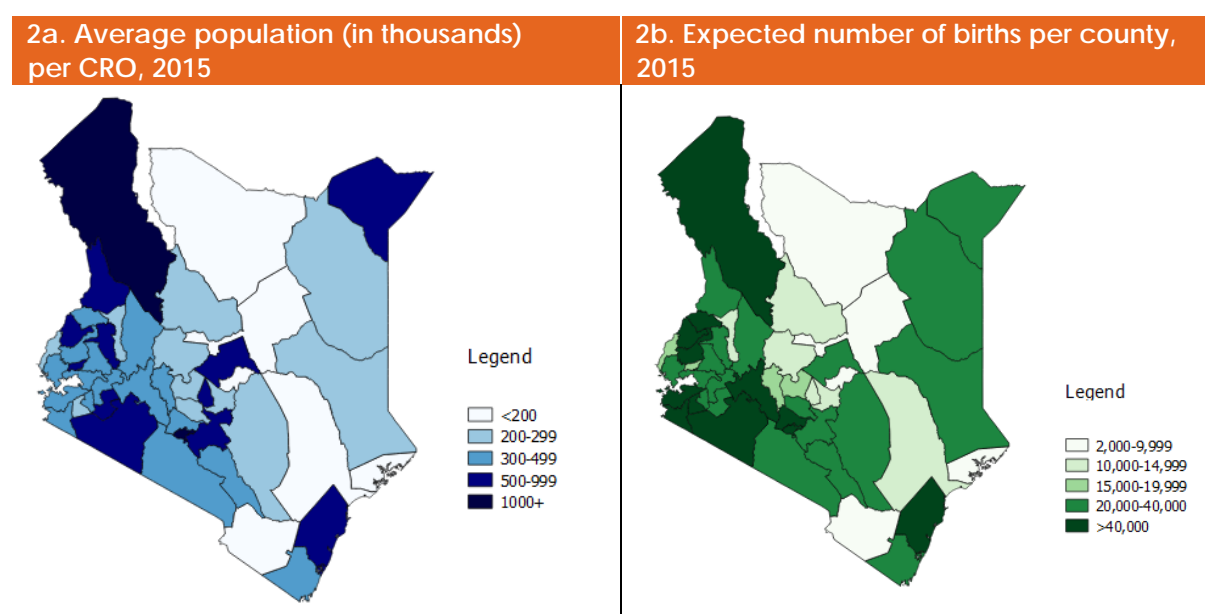 2a. Average population (in thousands)
per CRO, 2015
2b. Expected number of births per county,
2015
Legend
<200
200-299
300-499
500-999
1000+
Legend
2,000-9,999
10,000-14,999
15,000-19,999
20,000-40,000
>40,000